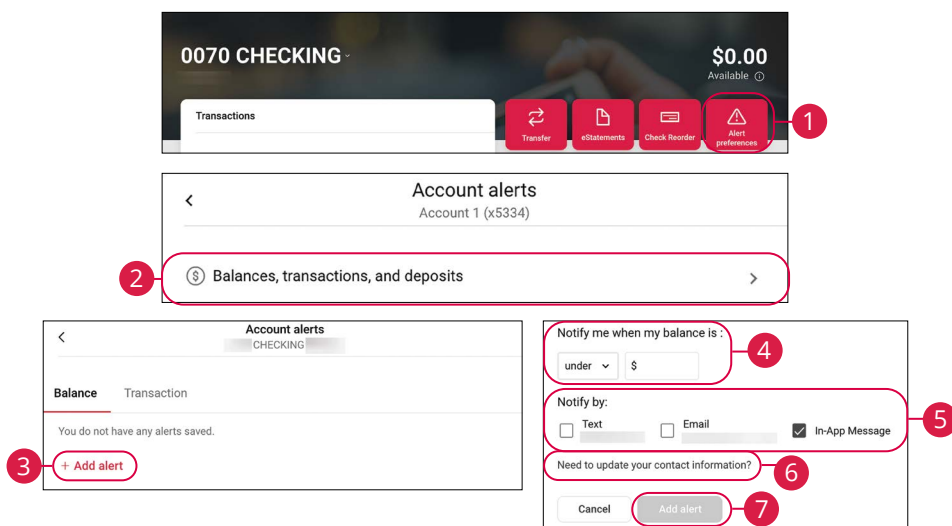 0070 CHECKING
$0.00
Available
Transactions
Transfer
eStatements
Check Reorder
Alert
preferences
1
Account alerts
Account 1 (x5334)
2
Balances, transactions, and deposits
Account alerts
CHECKING
Balance Transaction
You do not have any alerts saved.
3
+ Add alert
Notify me when my balance is :
under $
4
Notify by:
Text Email In-App Message
5
Need to update your contact information?
6
Cancel Add alert
7